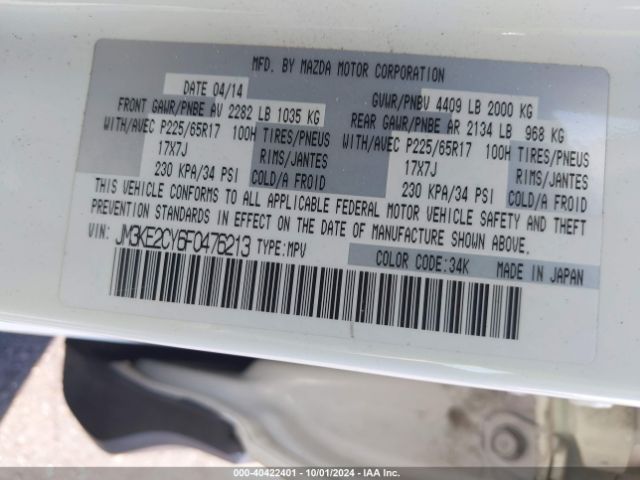 MFD. BY MAZDA MOTOR CORPORATION
DATE 04/14 GVWR/PNBV 4409 LB 2000 KG
FRONT GAWR/PNBE AV 2282 LB 1035 KG REAR GAWR/PNBE AR 2134 LB 968 KG
WITH/AVEC P225/65R17 100H TIRES/PNEUS WITH/AVEC P225/65R17 100H TIRES/PNEUS
17X7J RIMS/JANTES 17X7J RIMS/JANTES
230 KPA/34 PSI COLD/A FROID 230 KPA/34 PSI COLD/A FROID
THIS VEHICLE CONFORMS TO ALL APPLICABLE FEDERAL MOTOR VEHICLE SAFETY AND THEFT
PREVENTION STANDARDS IN EFFECT ON THE DATE OF MANUFACTURE SHOWN ABOVE.
VIN: JM3KE2CY6F0476213 TYPE:MPV
COLOR CODE:34K MADE IN JAPAN
000-40422401 - 10/01/2024 - IAA Inc.